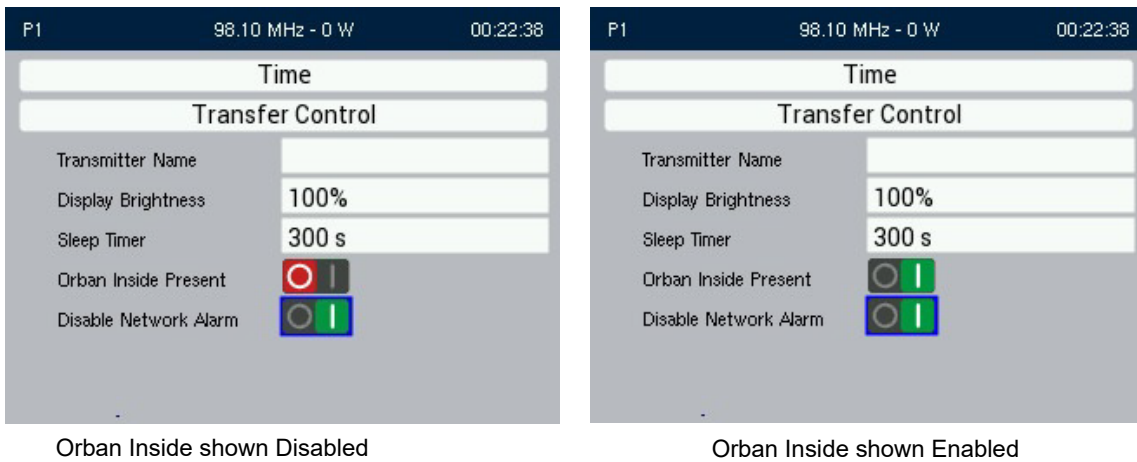 P1 98.10 MHz - 0 W 00:22:38
Time
Transfer Control
Transmitter Name
Display Brightness 100%
Sleep Timer 300 s
Orban Inside Present
Disable Network Alarm
Orban Inside shown Disabled
P1 98.10 MHz - 0 W 00:22:38
Time
Transfer Control
Transmitter Name
Display Brightness 100%
Sleep Timer 300 s
Orban Inside Present
Disable Network Alarm
Orban Inside shown Enabled